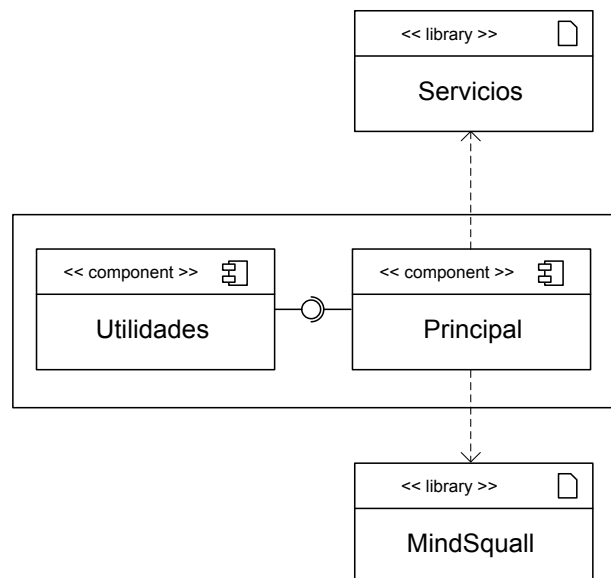 << library >>
Servicios
<< component >>
Utilidades
<< component >>
Principal
<< library >>
MindSquall